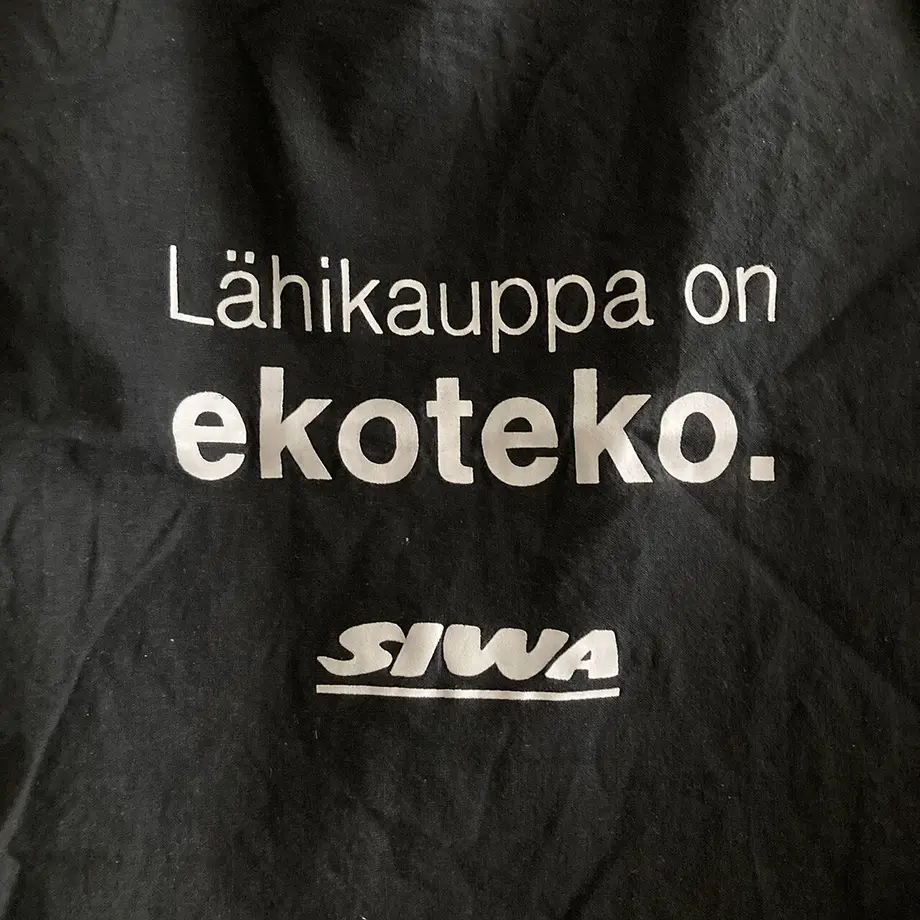 Lähikauppa on
ekoteko.
SIWA